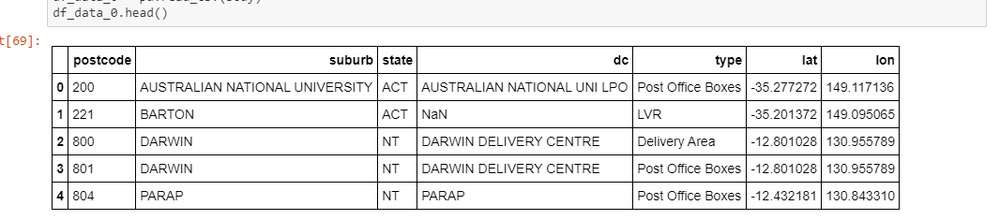 df_data_0.head()
t[69]:
postcode suburb state dc type lat lon
0 200 AUSTRALIAN NATIONAL UNIVERSITY ACT AUSTRALIAN NATIONAL UNI LPO Post Office Boxes -35.277272 149.117136
1 221 BARTON ACT NaN LVR -35.201372 149.095065
2 800 DARWIN NT DARWIN DELIVERY CENTRE Delivery Area -12.801028 130.955789
3 801 DARWIN NT DARWIN DELIVERY CENTRE Post Office Boxes -12.801028 130.955789
4 804 PARAP NT PARAP Post Office Boxes -12.432181 130.843310